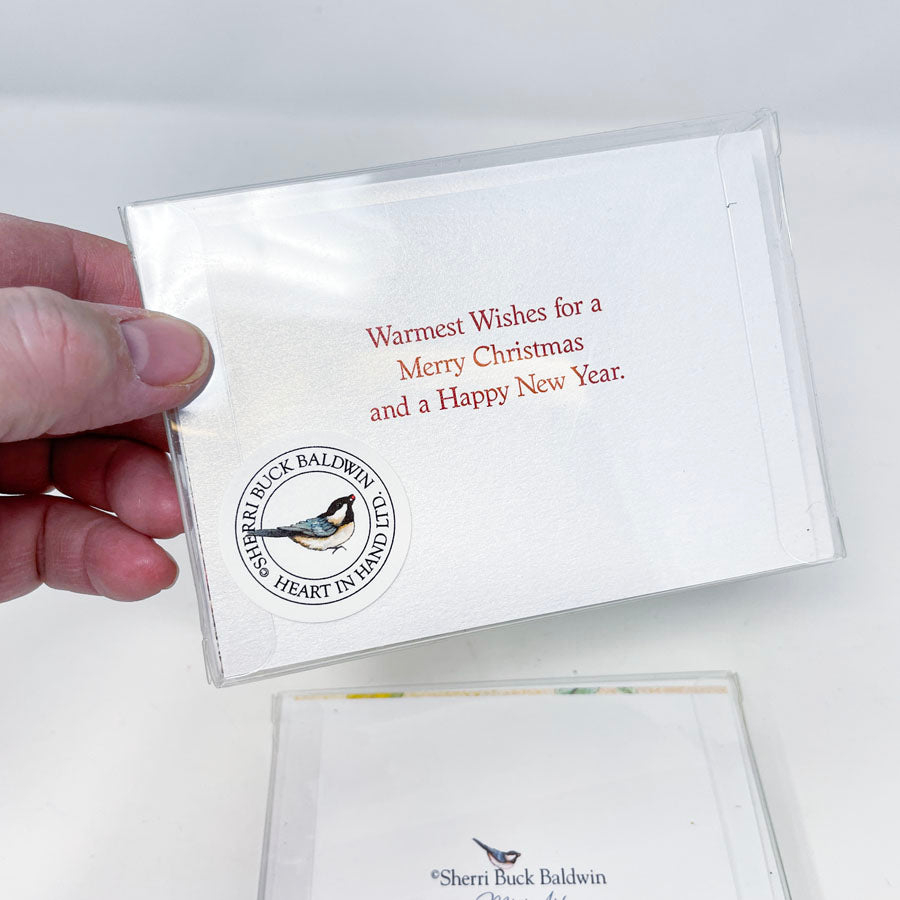 Warmest Wishes for a
Merry Christmas
and a Happy New Year.
©SHERRI BUCK BALDWIN.
HEART IN HAND LTD.
©Sherri Buck Baldwin